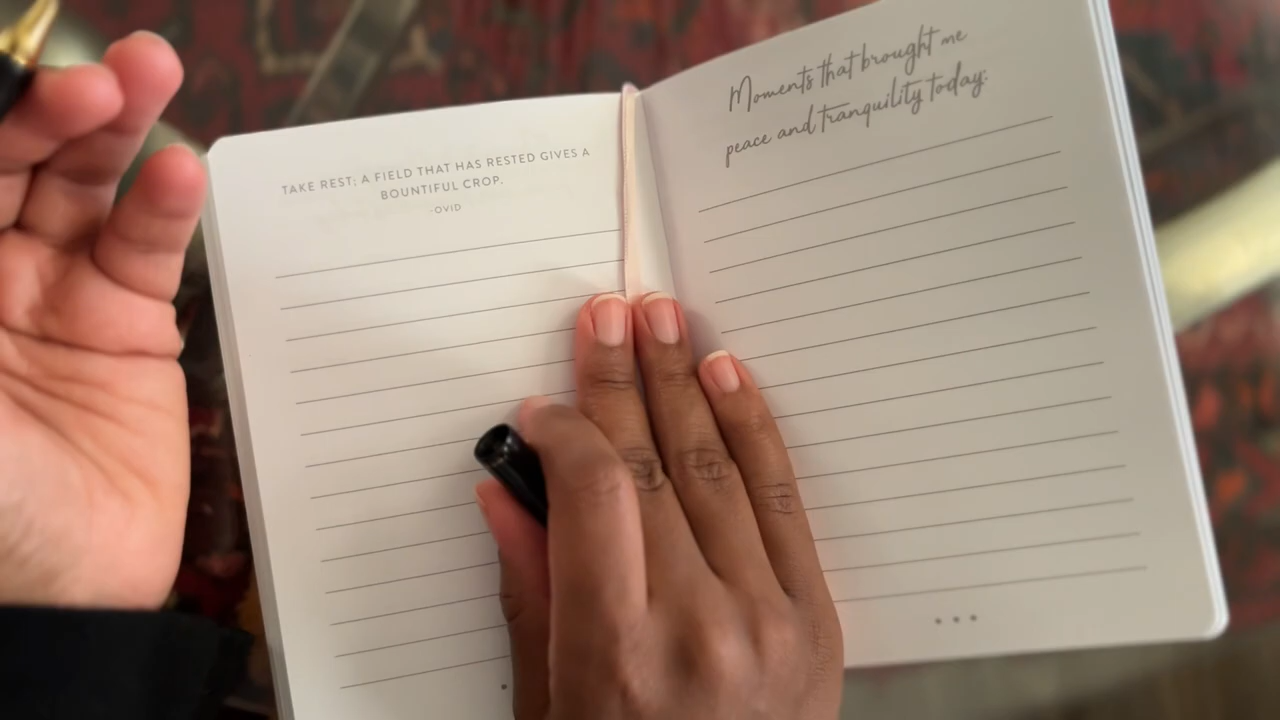 TAKE REST; A FIELD THAT HAS RESTED GIVES A
BOUNTIFUL CROP.
-OVID
Moments that brought me
peace and tranquility today: